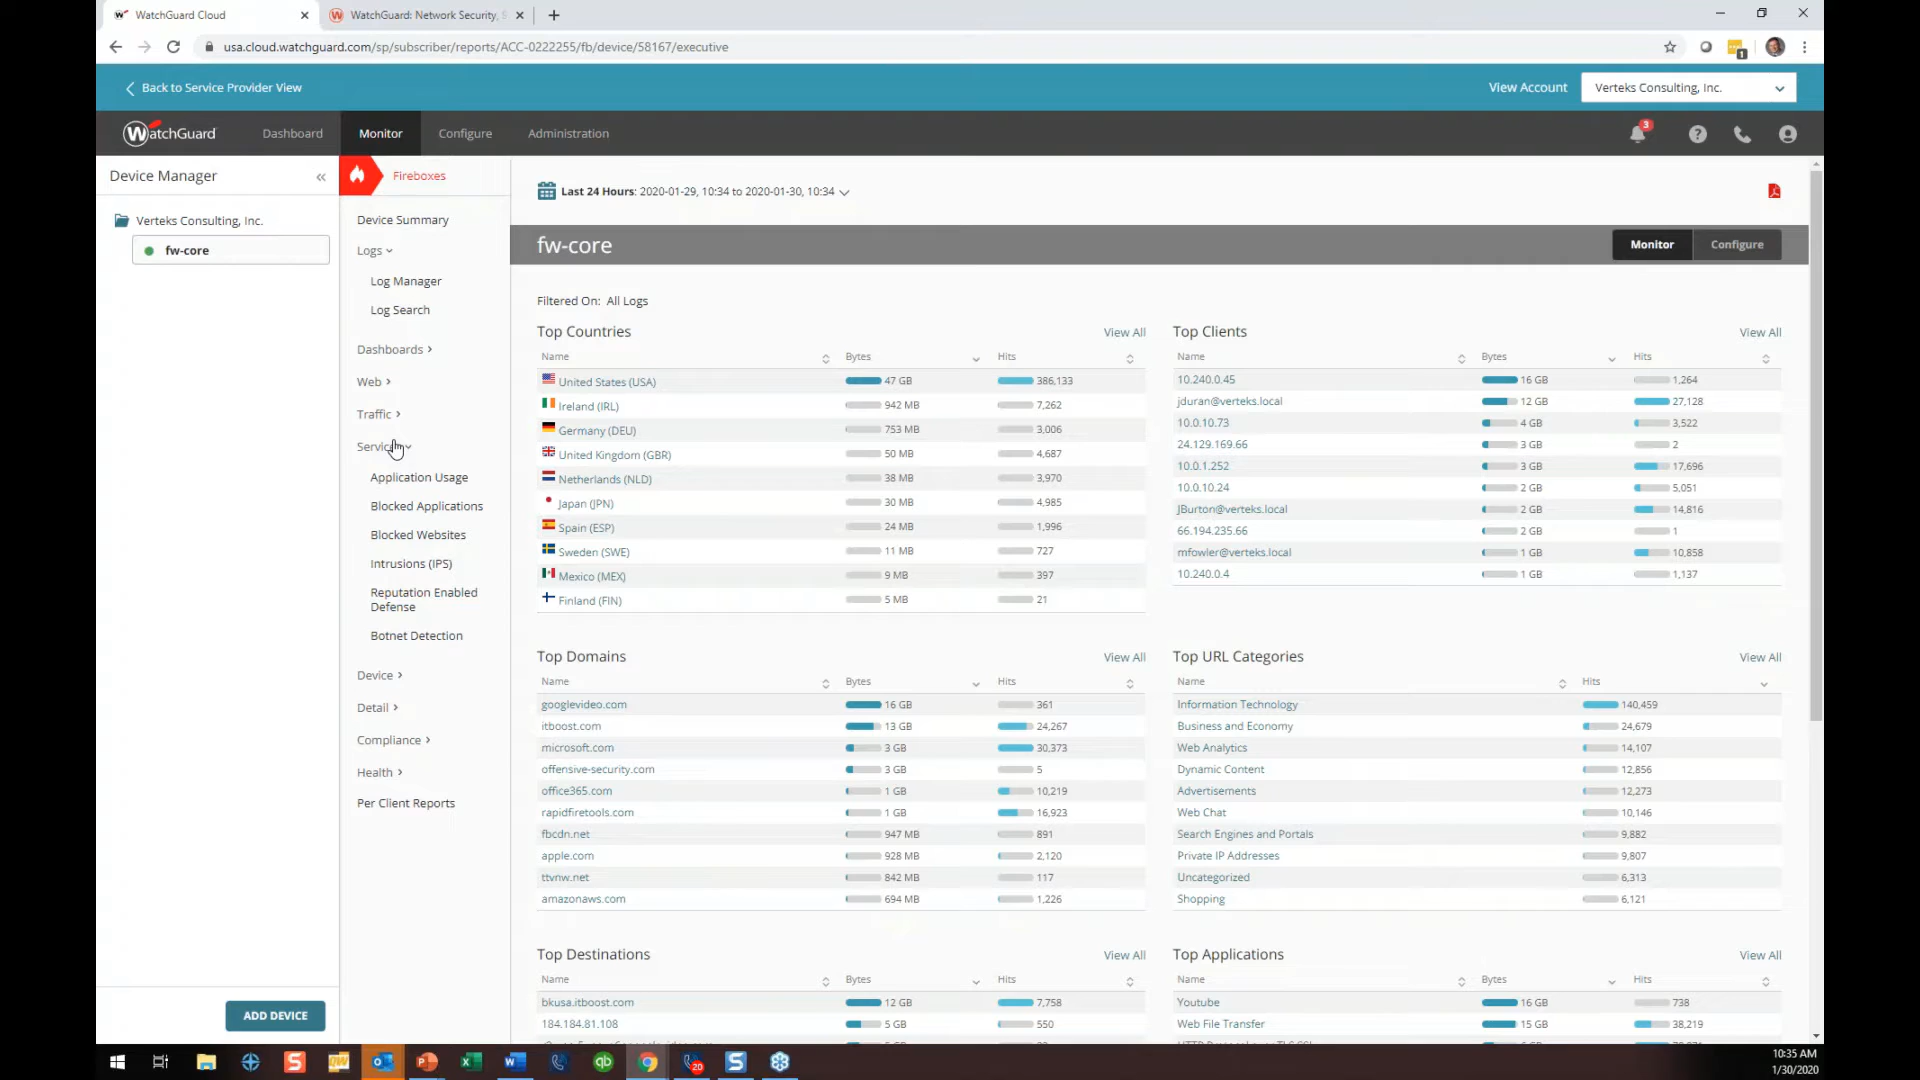 WatchGuard Cloud
WatchGuard: Network Security, S
usa.cloud.watchguard.com/sp/subscriber/reports/ACC-0222255/fb/device/58167/executive
1
Back to Service Provider View
View Account
Verteks Consulting, Inc.
WatchGuard
Dashboard
Monitor
Configure
Administration
3
Device Manager
Fireboxes
Verteks Consulting, Inc.
fw-core
Device Summary
Logs
Log Manager
Log Search
Dashboards
Web
Traffic
Servic
Application Usage
Blocked Applications
Blocked Websites
Intrusions (IPS)
Reputation Enabled
Defense
Botnet Detection
Device
Detail
Compliance
Health
Per Client Reports
ADD DEVICE
Last 24 Hours: 2020-01-29, 10:34 to 2020-01-30, 10:34
fw-core
Monitor
Configure
Filtered On: All Logs
Top Countries View All
Name Bytes Hits
United States (USA) 47 GB 386,133
Ireland (IRL) 942 MB 7,262
Germany (DEU) 753 MB 3,006
United Kingdom (GBR) 50 MB 4,687
Netherlands (NLD) 38 MB 3,970
Japan (JPN) 30 MB 4,985
Spain (ESP) 24 MB 1,996
Sweden (SWE) 11 MB 727
Mexico (MEX) 9 MB 397
Finland (FIN) 5 MB 21
Top Clients View All
Name Bytes Hits
10.240.0.45 16 GB 1,264
jduran@verteks.local 12 GB 27,128
10.0.10.73 4 GB 3,522
24.129.169.66 3 GB 2
10.0.1.252 3 GB 17,696
10.0.10.24 2 GB 5,051
JBurton@verteks.local 2 GB 14,816
66.194.235.66 2 GB 1
mfowler@verteks.local 1 GB 10,858
10.240.0.4 1 GB 1,137
Top Domains View All
Name Bytes Hits
googlevideo.com 16 GB 361
itboost.com 13 GB 24,267
microsoft.com 3 GB 30,373
offensive-security.com 3 GB 5
office365.com 1 GB 10,219
rapidfiretools.com 1 GB 16,923
fbcdn.net 947 MB 891
apple.com 928 MB 2,120
ttvnw.net 842 MB 117
amazonaws.com 694 MB 1,226
Top URL Categories View All
Name Hits
Information Technology 140,459
Business and Economy 24,679
Web Analytics 14,107
Dynamic Content 12,856
Advertisements 12,273
Web Chat 10,146
Search Engines and Portals 9,882
Private IP Addresses 9,807
Uncategorized 6,313
Shopping 6,121
Top Destinations View All
Name Bytes Hits
bkusa.itboost.com 12 GB 7,758
184.184.81.108 5 GB 550
Top Applications View All
Name Bytes Hits
Youtube 16 GB 738
Web File Transfer 15 GB 38,219
20
10:35 AM
1/30/2020